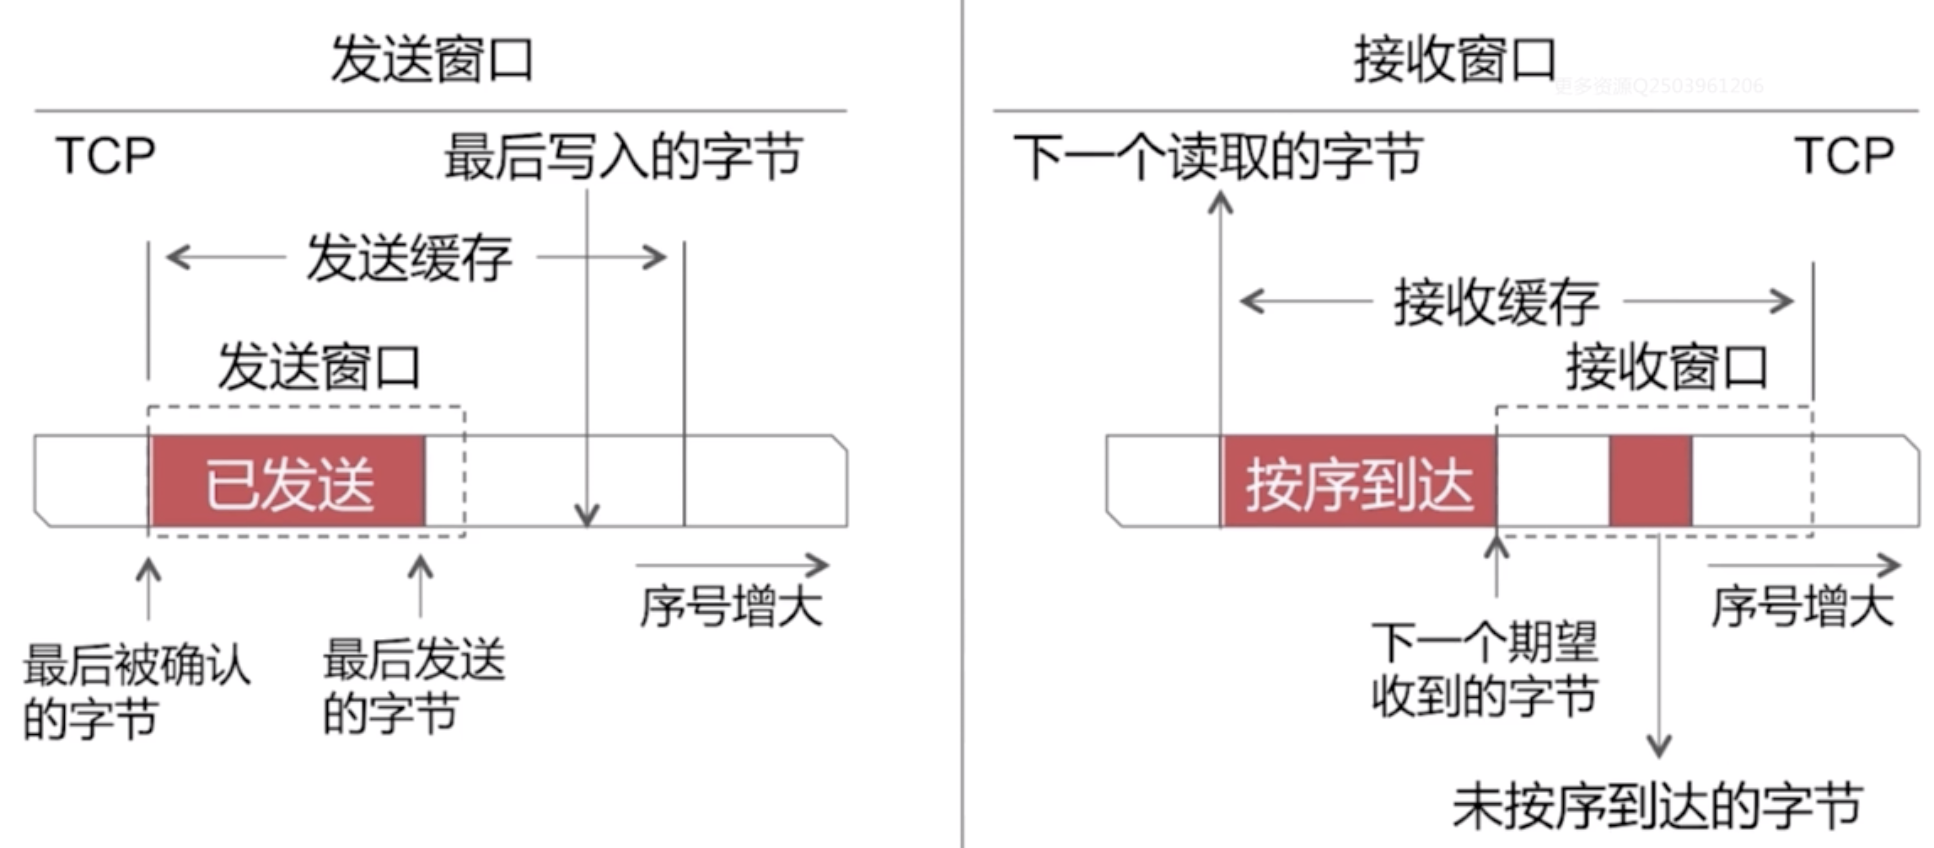 发送窗口
TCP
最后写入的字节
发送缓存
发送窗口
已发送
序号增大
最后被确认
的字节
最后发送
的字节
接收窗口
更多资源Q2503961206
下一个读取的字节
TCP
接收缓存
接收窗口
按序到达
序号增大
下一个期望
收到的字节
未按序到达的字节